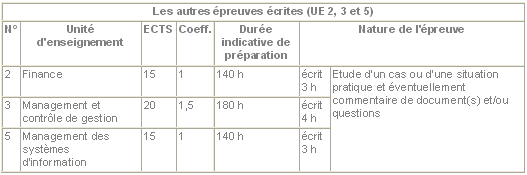 Les autres épreuves écrites (UE 2, 3 et 5)
N° Unité d'enseignement ECTS Coeff. Durée indicative de préparation Nature de l'épreuve
2 Finance 15 1 140 h écrit 3 h Etude d'un cas ou d'une situation pratique et éventuellement commentaire de document(s) et/ou questions
3 Management et contrôle de gestion 20 1,5 180 h écrit 4 h
5 Management des systèmes d'information 15 1 140 h écrit 3 h